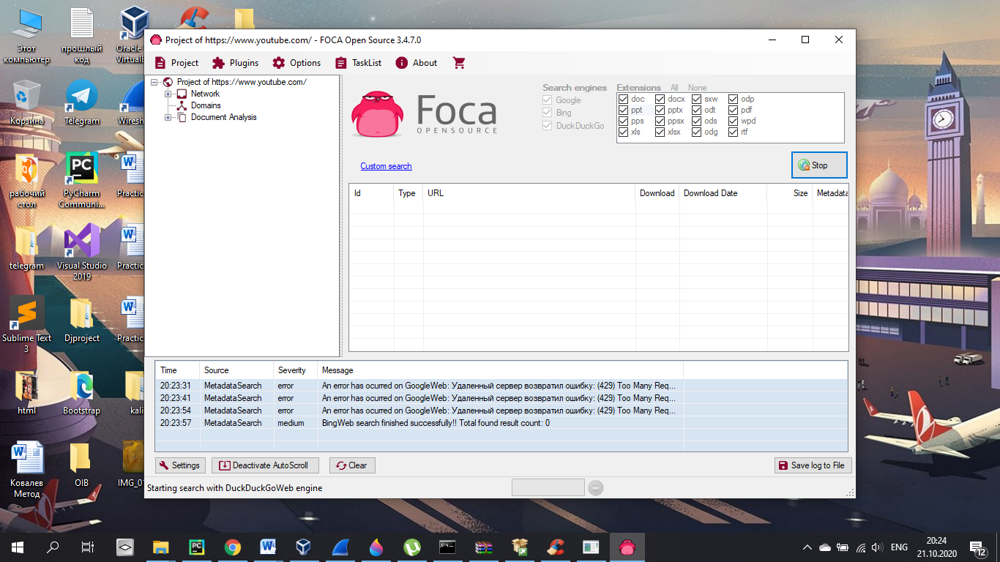 Этот компьютер
прошлый код
Oracle
Virtual
Корзина
Telegram
Wiresh
рабочий стол
PyCharm Communi...
Practic
telegram
Visual Studio 2019
Practic
Sublime Text 3
Djproject
Practic
html
Bootstrap
kali
Ковалев Метод
OIB
IMG_01
Project of https://www.youtube.com/ - FOCA Open Source 3.4.7.0
Project Plugins Options TaskList About
Project of https://www.youtube.com/
Network
Domains
Document Analysis
Foca
OPENSOURCE
Search engines
Google
Bing
DuckDuckGo
Extensions All None
doc docx sxw odp
ppt pptx odt pdf
pps ppsx ods wpd
xls xlsx odg rtf
Custom search
Stop
Id Type URL Download Download Date Size Metadata
Time Source Severity Message
20:23:31 MetadataSearch error An error has ocurred on GoogleWeb: Удаленный сервер возвратил ошибку: (429) Too Many Req...
20:23:41 MetadataSearch error An error has ocurred on GoogleWeb: Удаленный сервер возвратил ошибку: (429) Too Many Req...
20:23:54 MetadataSearch error An error has ocurred on GoogleWeb: Удаленный сервер возвратил ошибку: (429) Too Many Req...
20:23:57 MetadataSearch medium BingWeb search finished successfully!! Total found result count: 0
Settings Deactivate AutoScroll Clear Save log to File
Starting search with DuckDuckGoWeb engine
ENG
20:24
21.10.2020
12